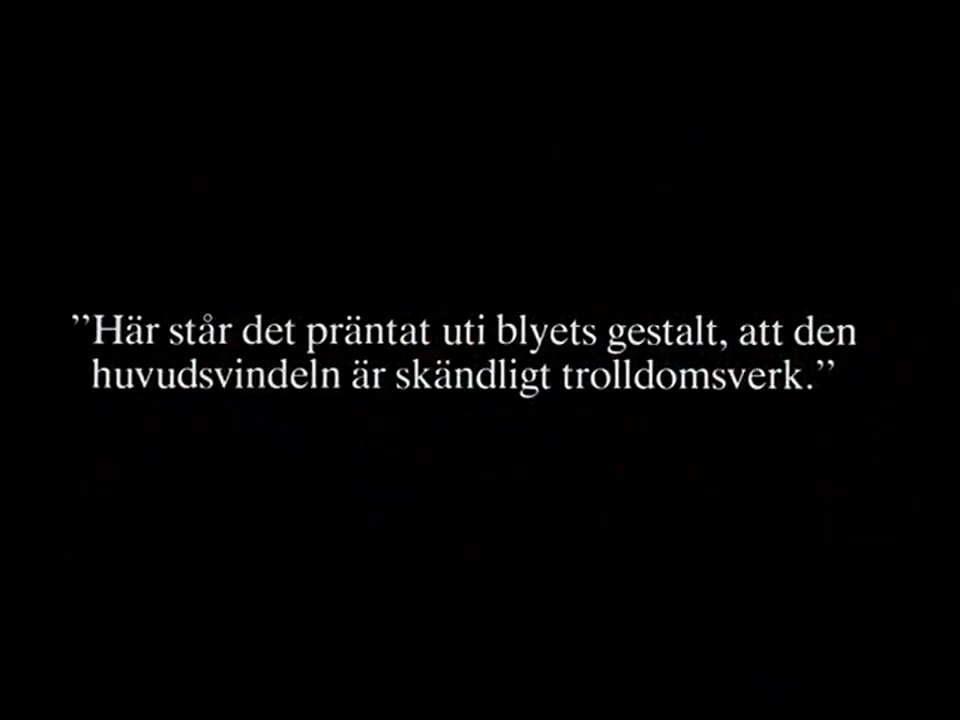 ”Här står det präntat uti blyets gestalt, att den
huvudsvindeln är skändligt trolldomsverk.”